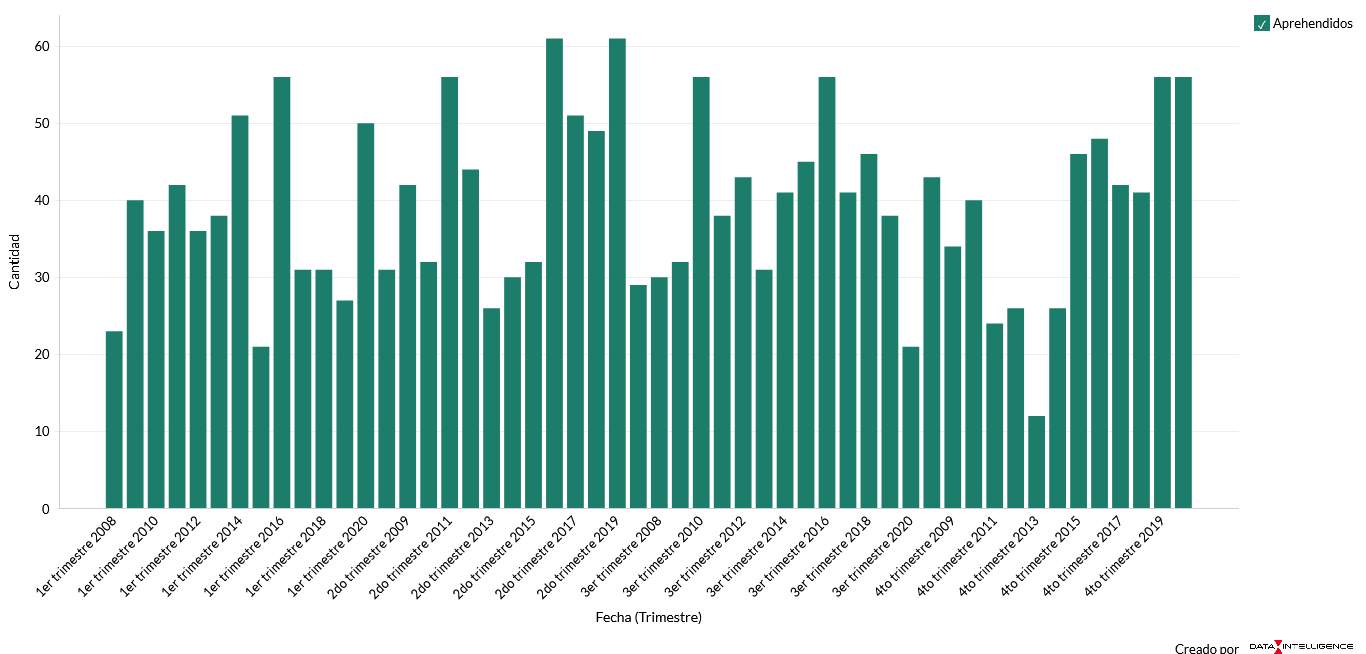 Aprehendidos
Cantidad
60
50
40
30
20
10
0
1er trimestre 2008
1er trimestre 2010
1er trimestre 2012
1er trimestre 2014
1er trimestre 2016
1er trimestre 2018
1er trimestre 2020
2do trimestre 2009
2do trimestre 2011
2do trimestre 2013
2do trimestre 2015
2do trimestre 2017
2do trimestre 2019
3er trimestre 2008
3er trimestre 2010
3er trimestre 2012
3er trimestre 2014
3er trimestre 2016
3er trimestre 2018
3er trimestre 2020
4to trimestre 2009
4to trimestre 2011
4to trimestre 2013
4to trimestre 2015
4to trimestre 2017
4to trimestre 2019
Fecha (Trimestre)
Creado por DATA INTELLIGENCE